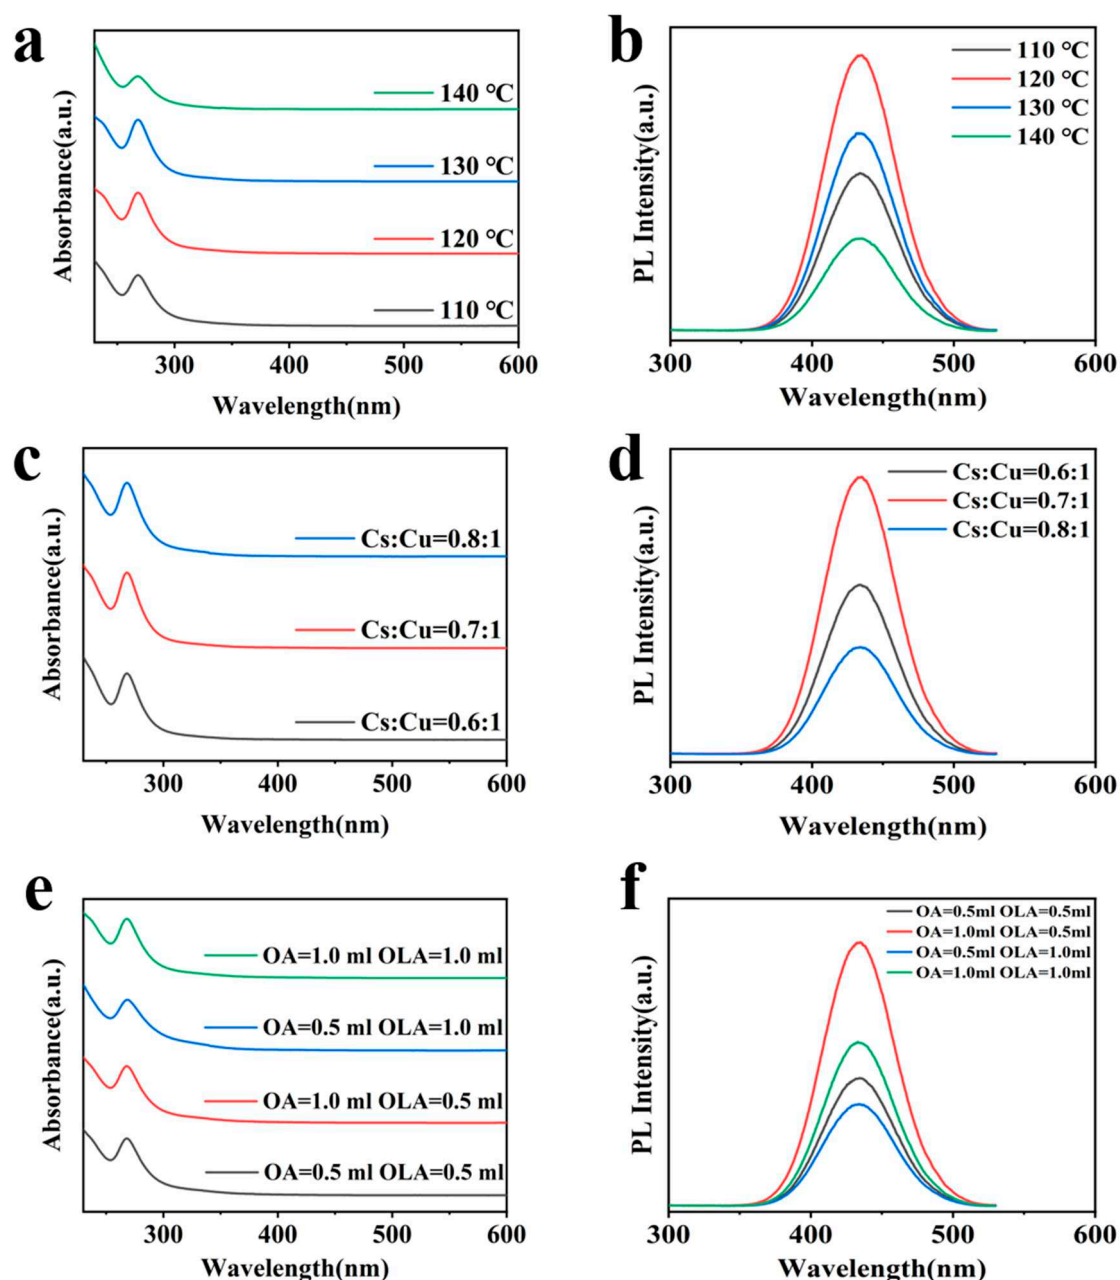 a
Absorbance(a.u.)
140 °C
130 °C
120 °C
110 °C
300 400 500 600
Wavelength(nm)
b
PL Intensity(a.u.)
110 °C
120 °C
130 °C
140 °C
300 400 500 600
Wavelength(nm)
c
Absorbance(a.u.)
Cs:Cu=0.8:1
Cs:Cu=0.7:1
Cs:Cu=0.6:1
300 400 500 600
Wavelength(nm)
d
PL Intensity(a.u.)
Cs:Cu=0.6:1
Cs:Cu=0.7:1
Cs:Cu=0.8:1
300 400 500 600
Wavelength(nm)
e
Absorbance(a.u.)
OA=1.0 ml OLA=1.0 ml
OA=0.5 ml OLA=1.0 ml
OA=1.0 ml OLA=0.5 ml
OA=0.5 ml OLA=0.5 ml
300 400 500 600
Wavelength(nm)
f
PL Intensity(a.u.)
OA=0.5ml OLA=0.5ml
OA=1.0ml OLA=0.5ml
OA=0.5ml OLA=1.0ml
OA=1.0ml OLA=1.0ml
300 400 500 600
Wavelength(nm)